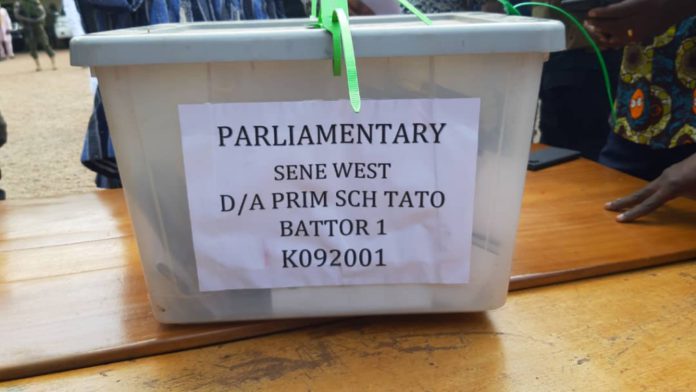 PARLIAMENTARY
SENE WEST
D/A PRIM SCH TATO
BATTOR 1
K092001